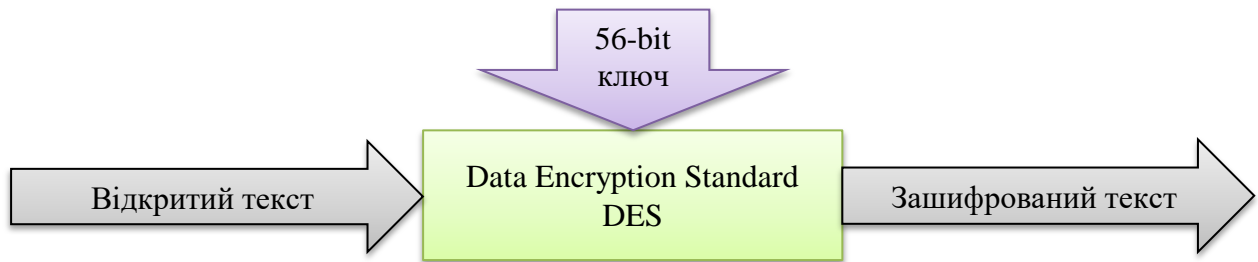 56-bit
ключ
Відкритий текст
Data Encryption Standard
DES
Зашифрований текст